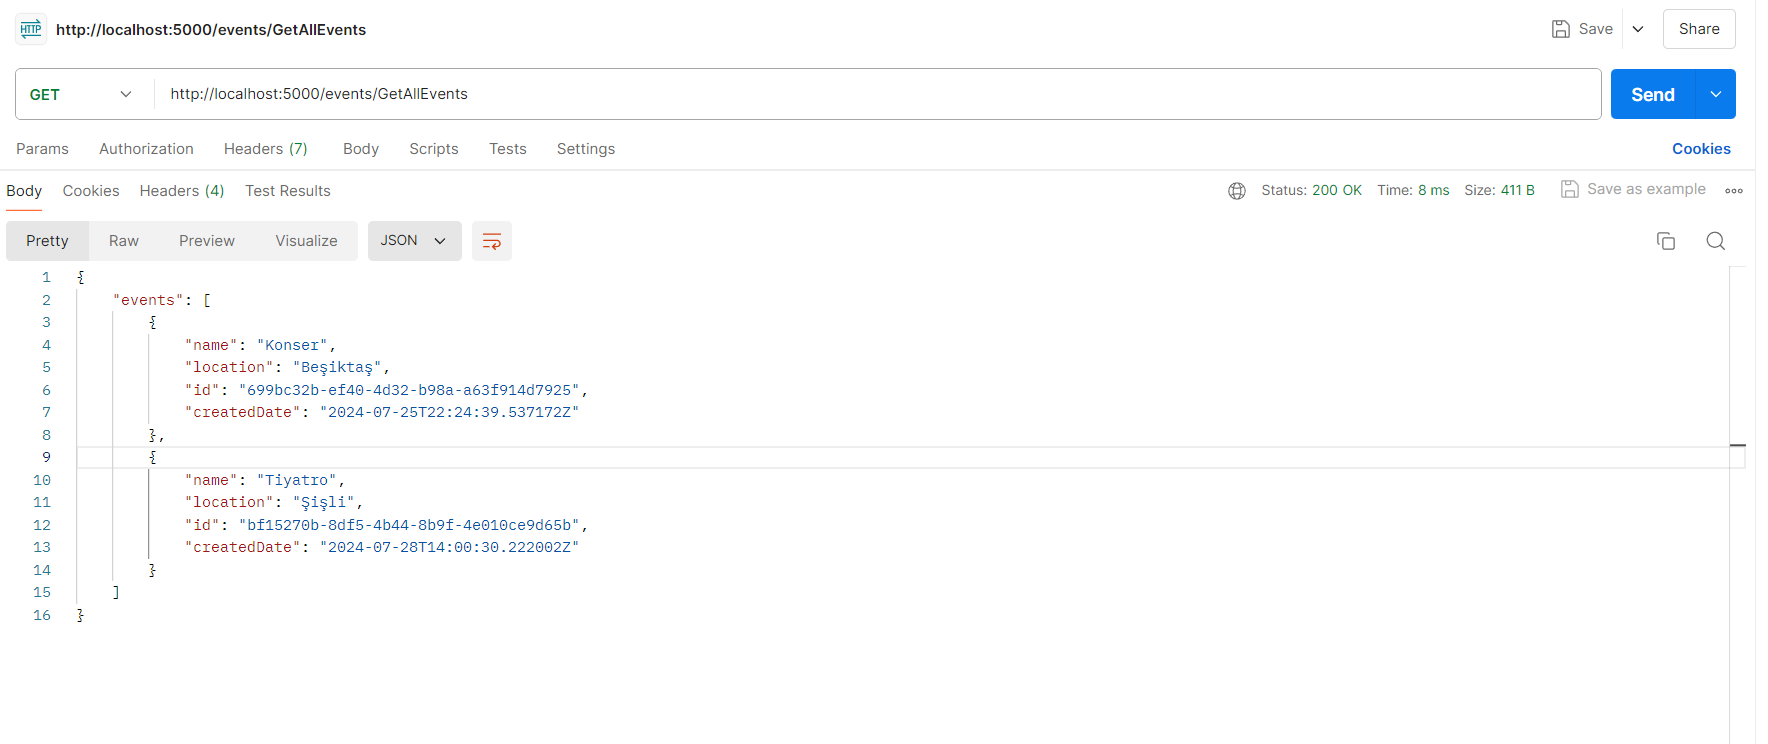 HTTP http://localhost:5000/events/GetAllEvents Save Share
GET http://localhost:5000/events/GetAllEvents Send
Params Authorization Headers (7) Body Scripts Tests Settings Cookies
Body Cookies Headers (4) Test Results Status: 200 OK Time: 8 ms Size: 411 B Save as example
Pretty Raw Preview Visualize JSON
1 {
2 "events": [
3 {
4 "name": "Konser",
5 "location": "Beşiktaş",
6 "id": "699bc32b-ef40-4d32-b98a-a63f914d7925",
7 "createdDate": "2024-07-25T22:24:39.537172Z"
8 },
9 {
10 "name": "Tiyatro",
11 "location": "Şişli",
12 "id": "bf15270b-8df5-4b44-8b9f-4e010ce9d65b",
13 "createdDate": "2024-07-28T14:00:30.222002Z"
14 }
15 ]
16 }